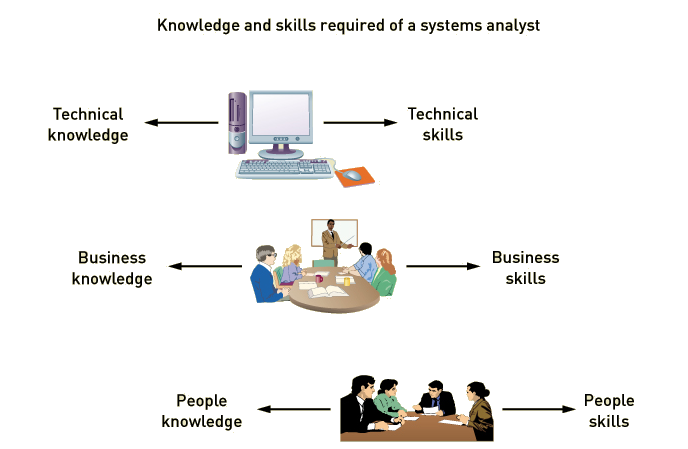 Knowledge and skills required of a systems analyst
Technical
knowledge
Technical
skills
Business
knowledge
Business
skills
People
knowledge
People
skills